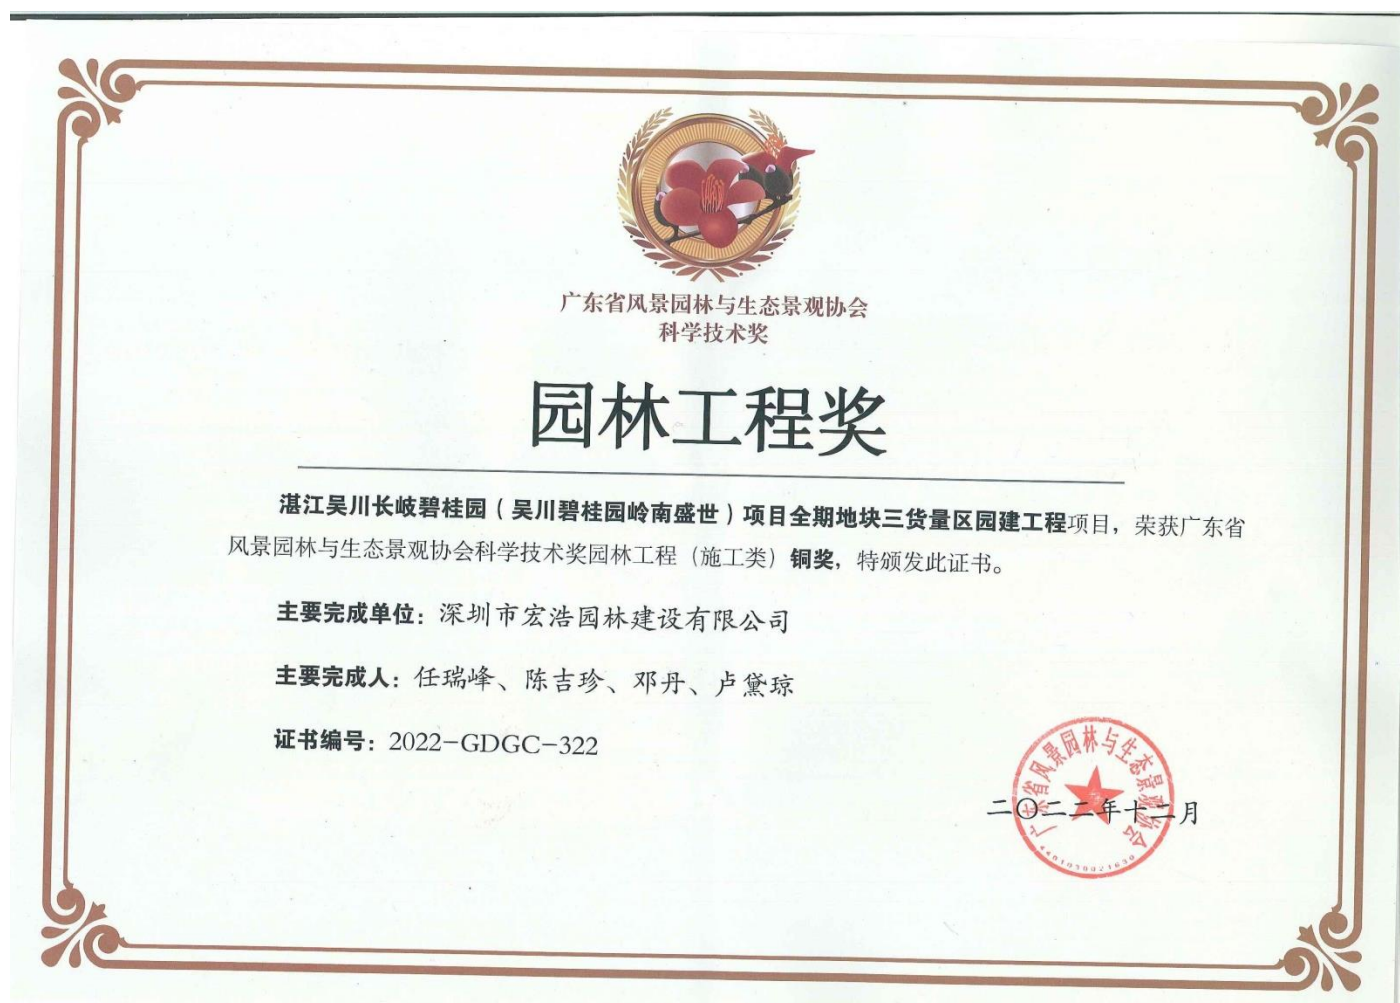 广东省风景园林与生态景观协会
科学技术奖
园林工程奖
湛江吴川长岐碧桂园（吴川碧桂园岭南盛世）项目全期地块三货量区园建工程项目，荣获广东省
风景园林与生态景观协会科学技术奖园林工程（施工类）铜奖，特颁发此证书。
主要完成单位：深圳市宏浩园林建设有限公司
主要完成人：任瑞峰、陈吉珍、邓丹、卢黛琼
证书编号：2022-GDGC-322
广东省风景园林与生态景观协会
二〇二二年十二月